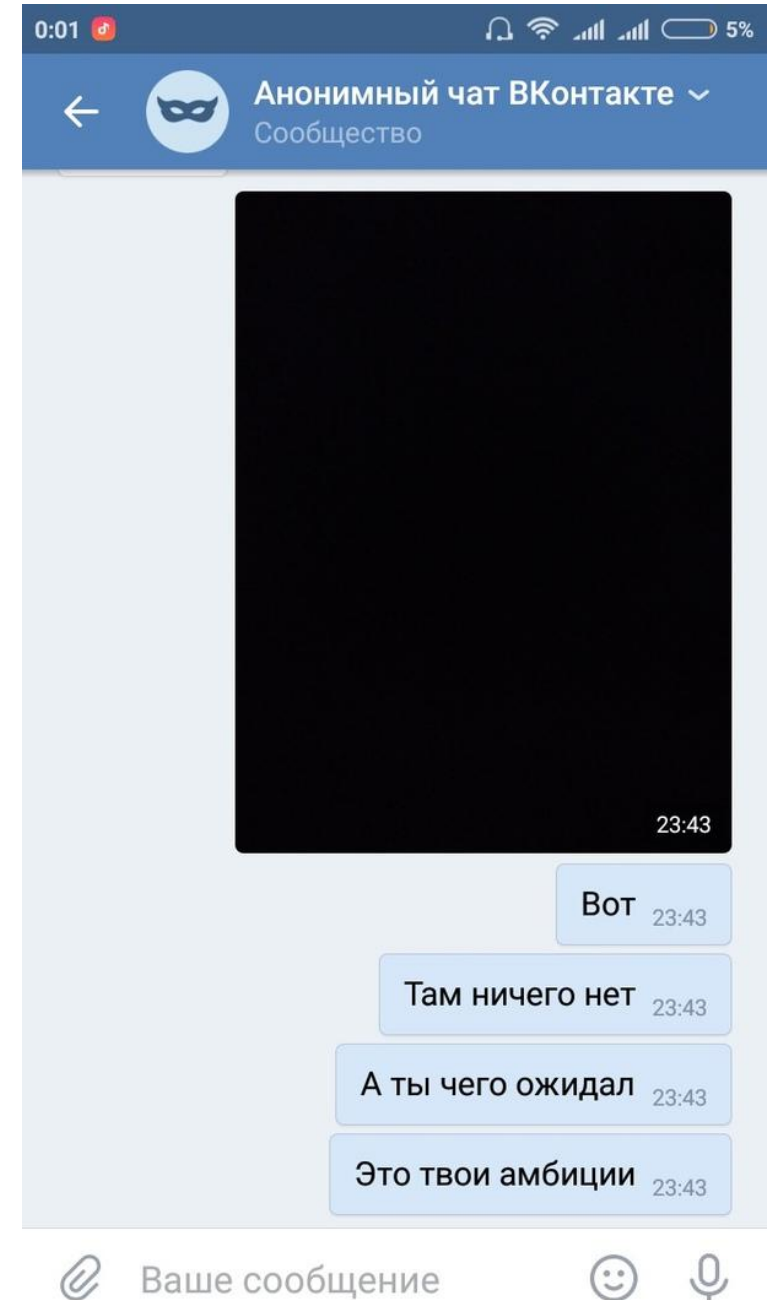 0:01 5%
Анонимный чат ВКонтакте
Сообщество
23:43
Вот 23:43
Там ничего нет 23:43
А ты чего ожидал 23:43
Это твои амбиции 23:43
Ваше сообщение